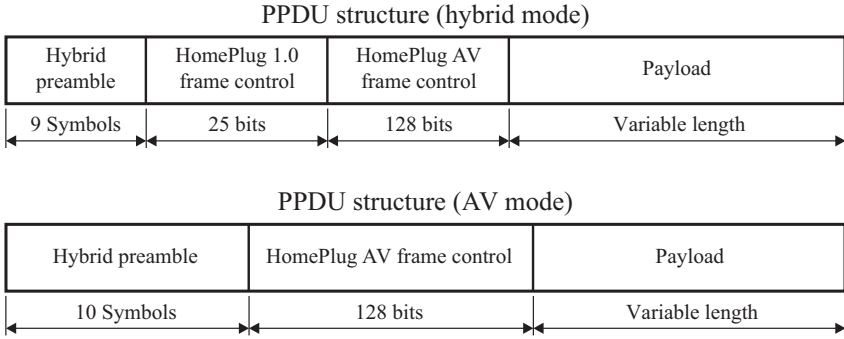 PPDU structure (hybrid mode)
Hybrid preamble
HomePlug 1.0 frame control
HomePlug AV frame control
Payload
9 Symbols
25 bits
128 bits
Variable length
PPDU structure (AV mode)
Hybrid preamble
HomePlug AV frame control
Payload
10 Symbols
128 bits
Variable length